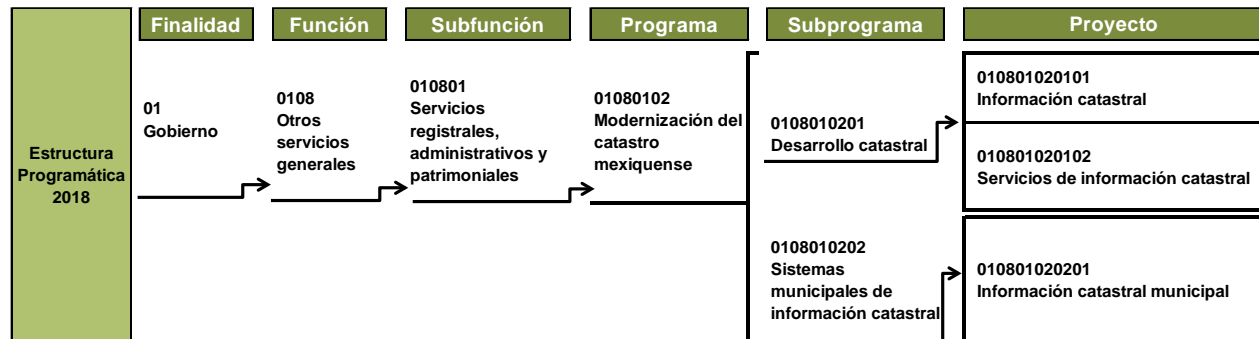 Finalidad
Función
Subfunción
Programa
Subprograma
Proyecto
Estructura
Programática
2018
01
Gobierno
0108
Otros
servicios
generales
010801
Servicios
registrales,
administrativos y
patrimoniales
01080102
Modernización del
catastro
mexiquense
0108010201
Desarrollo catastral
010801020101
Información catastral
010801020102
Servicios de información catastral
0108010202
Sistemas
municipales de
información catastral
010801020201
Información catastral municipal